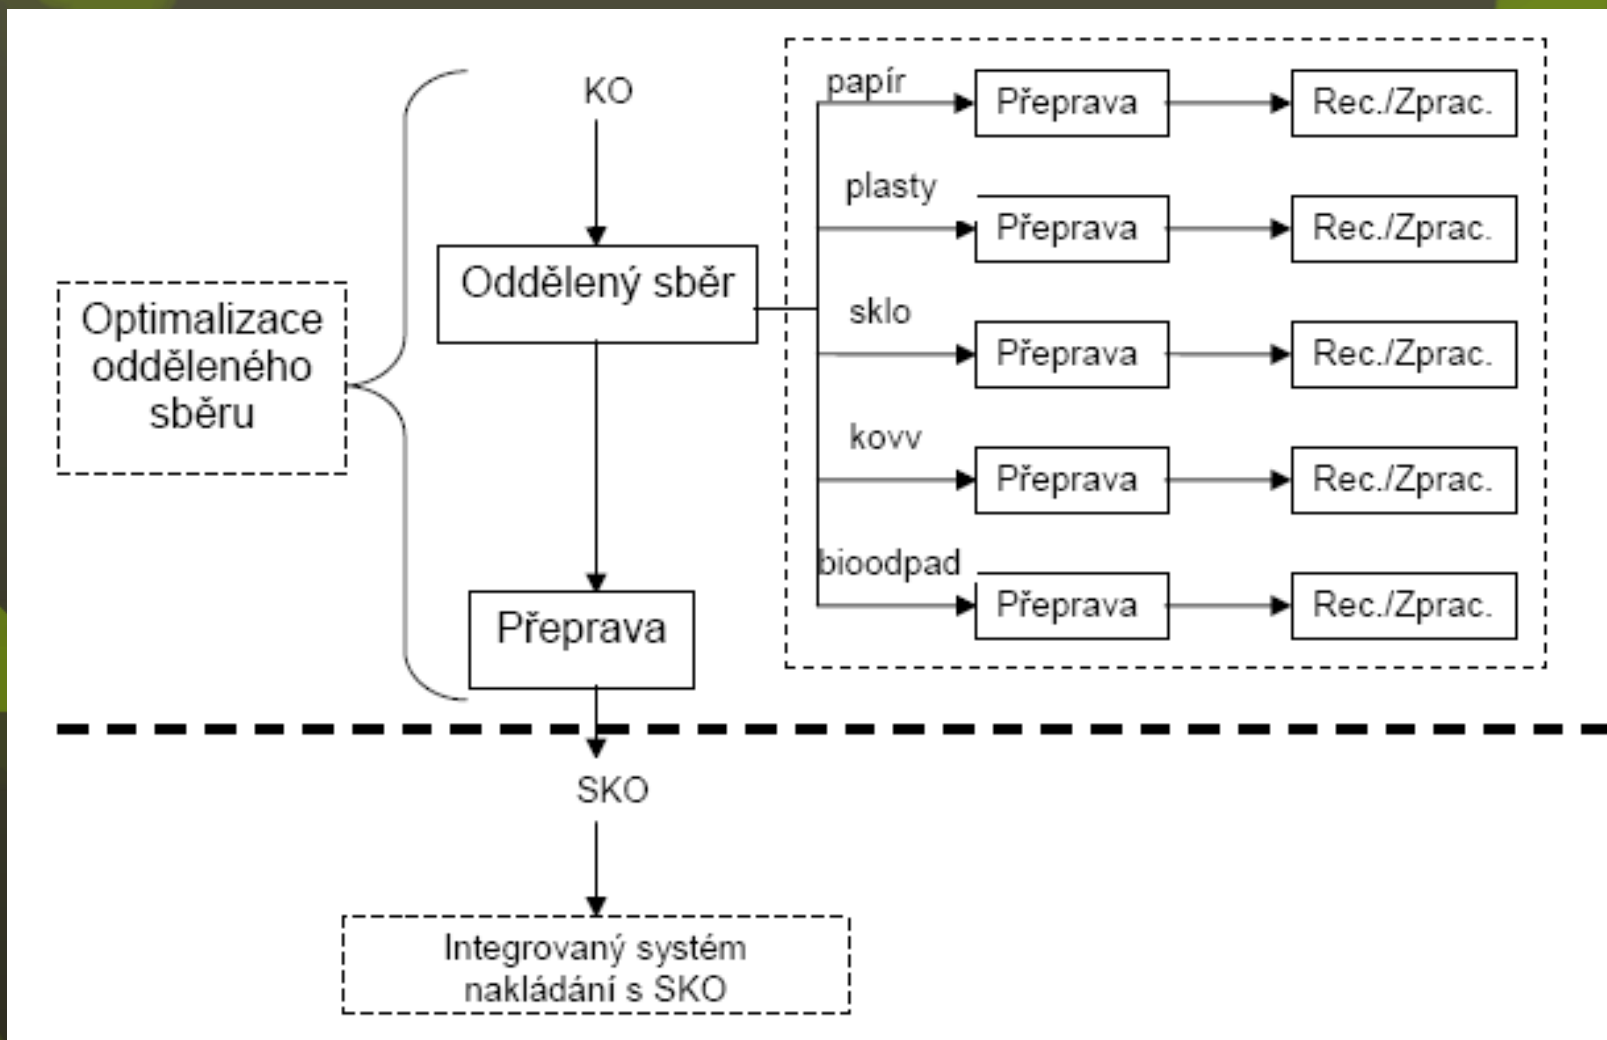 KO
Oddělený sběr
Optimalizace
odděleného
sběru
Přeprava
papír
Přeprava
Rec./Zprac.
plasty
Přeprava
Rec./Zprac.
sklo
Přeprava
Rec./Zprac.
kovv
Přeprava
Rec./Zprac.
bioodpad
Přeprava
Rec./Zprac.
SKO
Integrovaný systém
nakládání s SKO